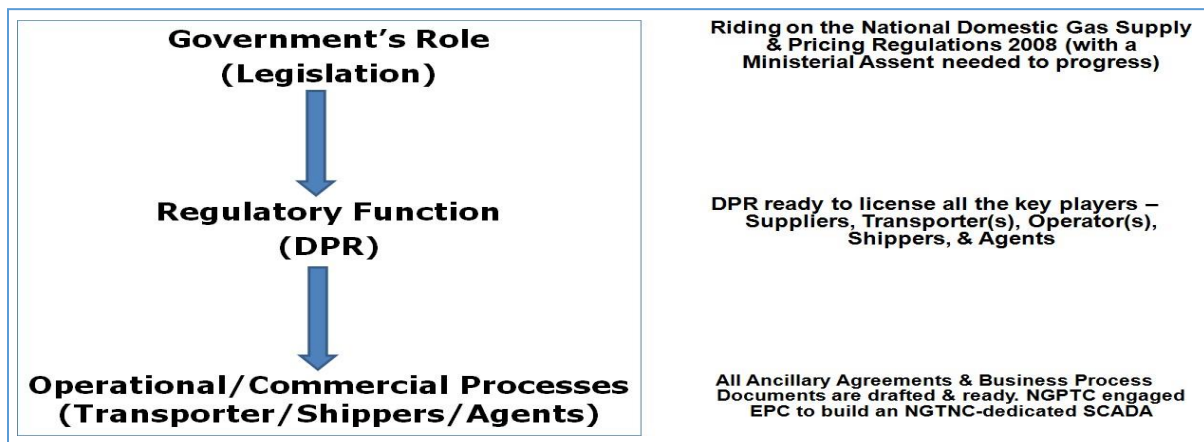 Government's Role
(Legislation)
Riding on the National Domestic Gas Supply
& Pricing Regulations 2008 (with a
Ministerial Assent needed to progress)
Regulatory Function
(DPR)
DPR ready to license all the key players –
Suppliers, Transporter(s), Operator(s),
Shippers, & Agents
Operational/Commercial Processes
(Transporter/Shippers/Agents)
All Ancillary Agreements & Business Process
Documents are drafted & ready. NGPTC engaged
EPC to build an NGTNC-dedicated SCADA